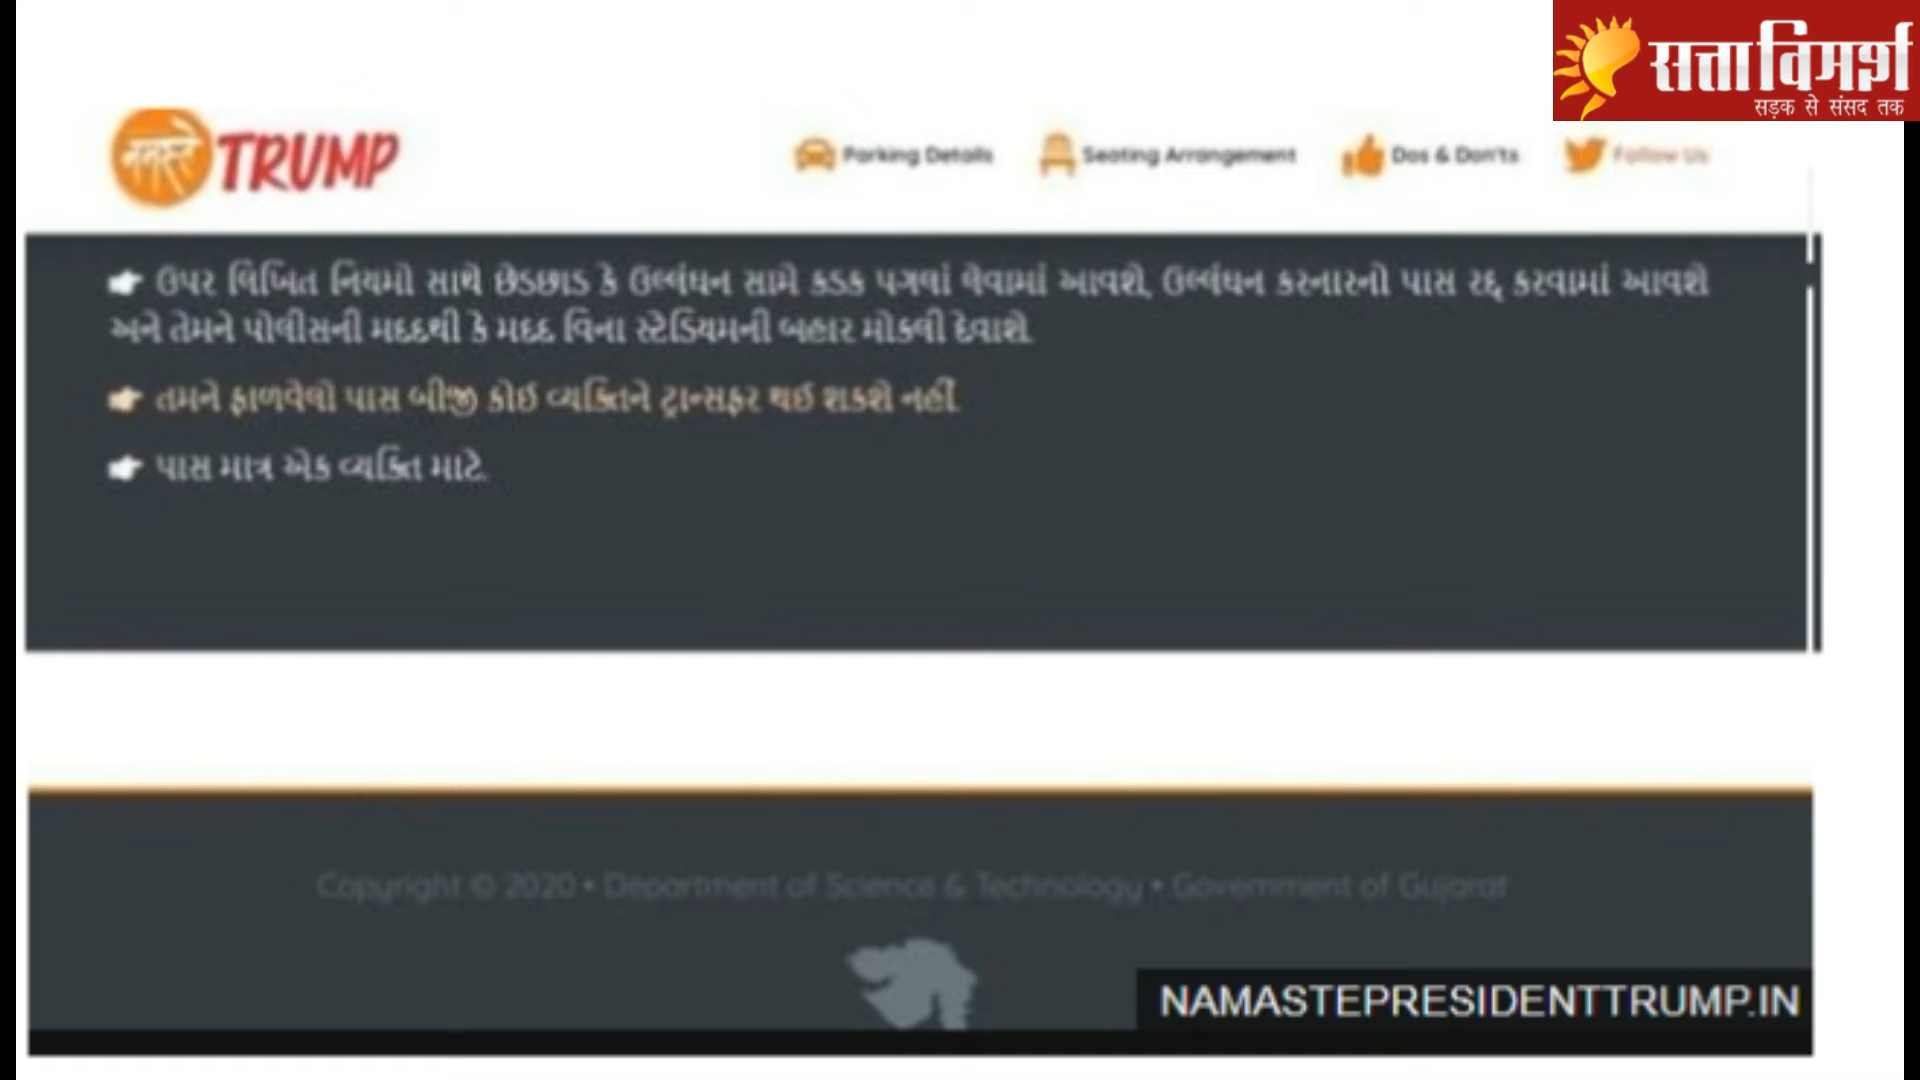 सत्ता विमर्श
सड़क से संसद तक
नमस्ते TRUMP
Parking Details
Seating Arrangement
Dos & Don'ts
Follow Us
ઉપર લિખિત નિયમો સાથે છેડછાડ કે ઉલ્લંઘન સામે કડક પગલાં લેવામાં આવશે. ઉલ્લંઘન કરનારનો પાસ રદ્દ કરવામાં આવશે
અને તેમને પોલીસની મદદથી કે મદદ વિના સ્ટેડિયમની બહાર મોકલી દેવાશે.
તમને ફાળવેલો પાસ બીજી કોઈ વ્યક્તિને ટ્રાન્સફર થઈ શકશે નહીં.
પાસ માત્ર એક વ્યક્તિ માટે.
Copyright © 2020 • Department of Science & Technology • Government of Gujarat
NAMASTEPRESIDENTTRUMP.IN